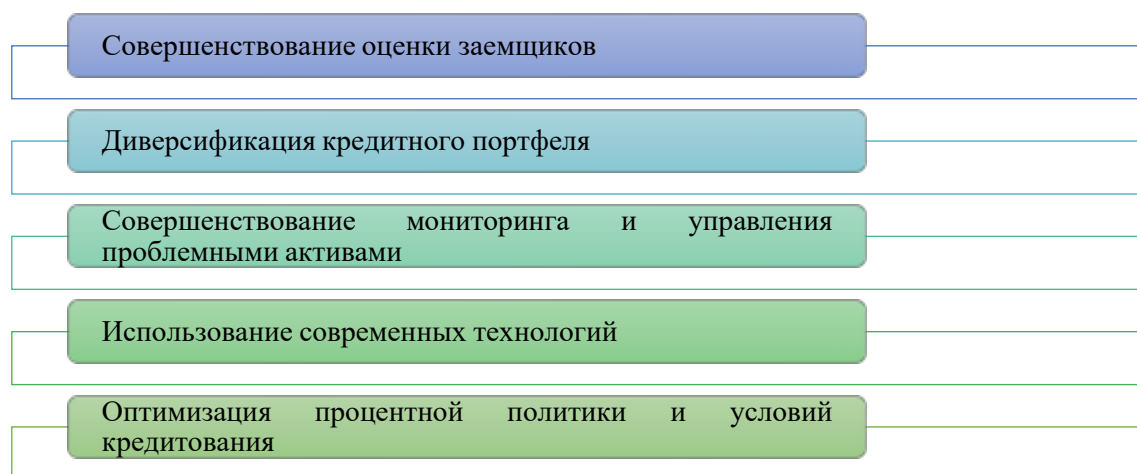 Совершенствование оценки заемщиков
Диверсификация кредитного портфеля
Совершенствование мониторинга и управления
проблемными активами
Использование современных технологий
Оптимизация процентной политики и условий
кредитования